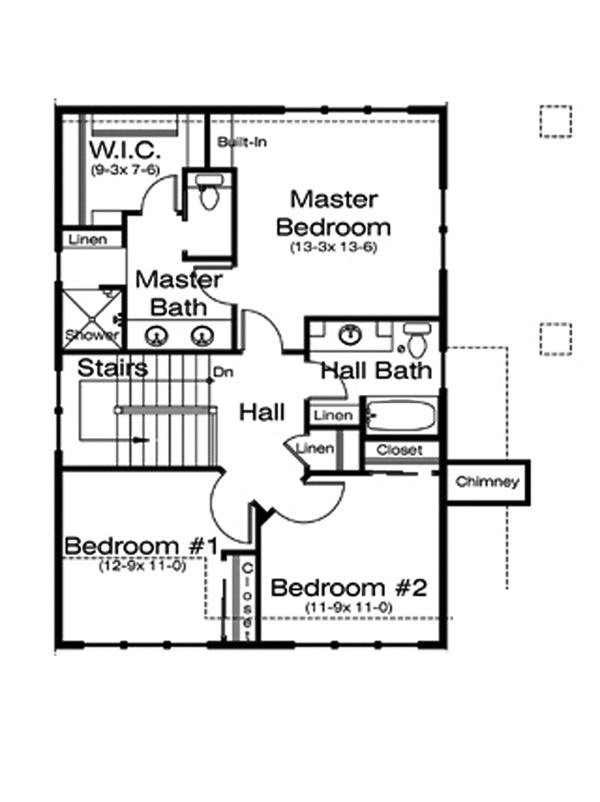 W.I.C.
(9-3x 7-6)
Built-In
Master
Bedroom
(13-3x 13-6)
Linen
Master
Bath
Shower
Stairs
Dn
Hall
Hall Bath
Linen
Linen
Closet
Chimney
Bedroom #1
(12-9x 11-0)
Closet
Bedroom #2
(11-9x 11-0)